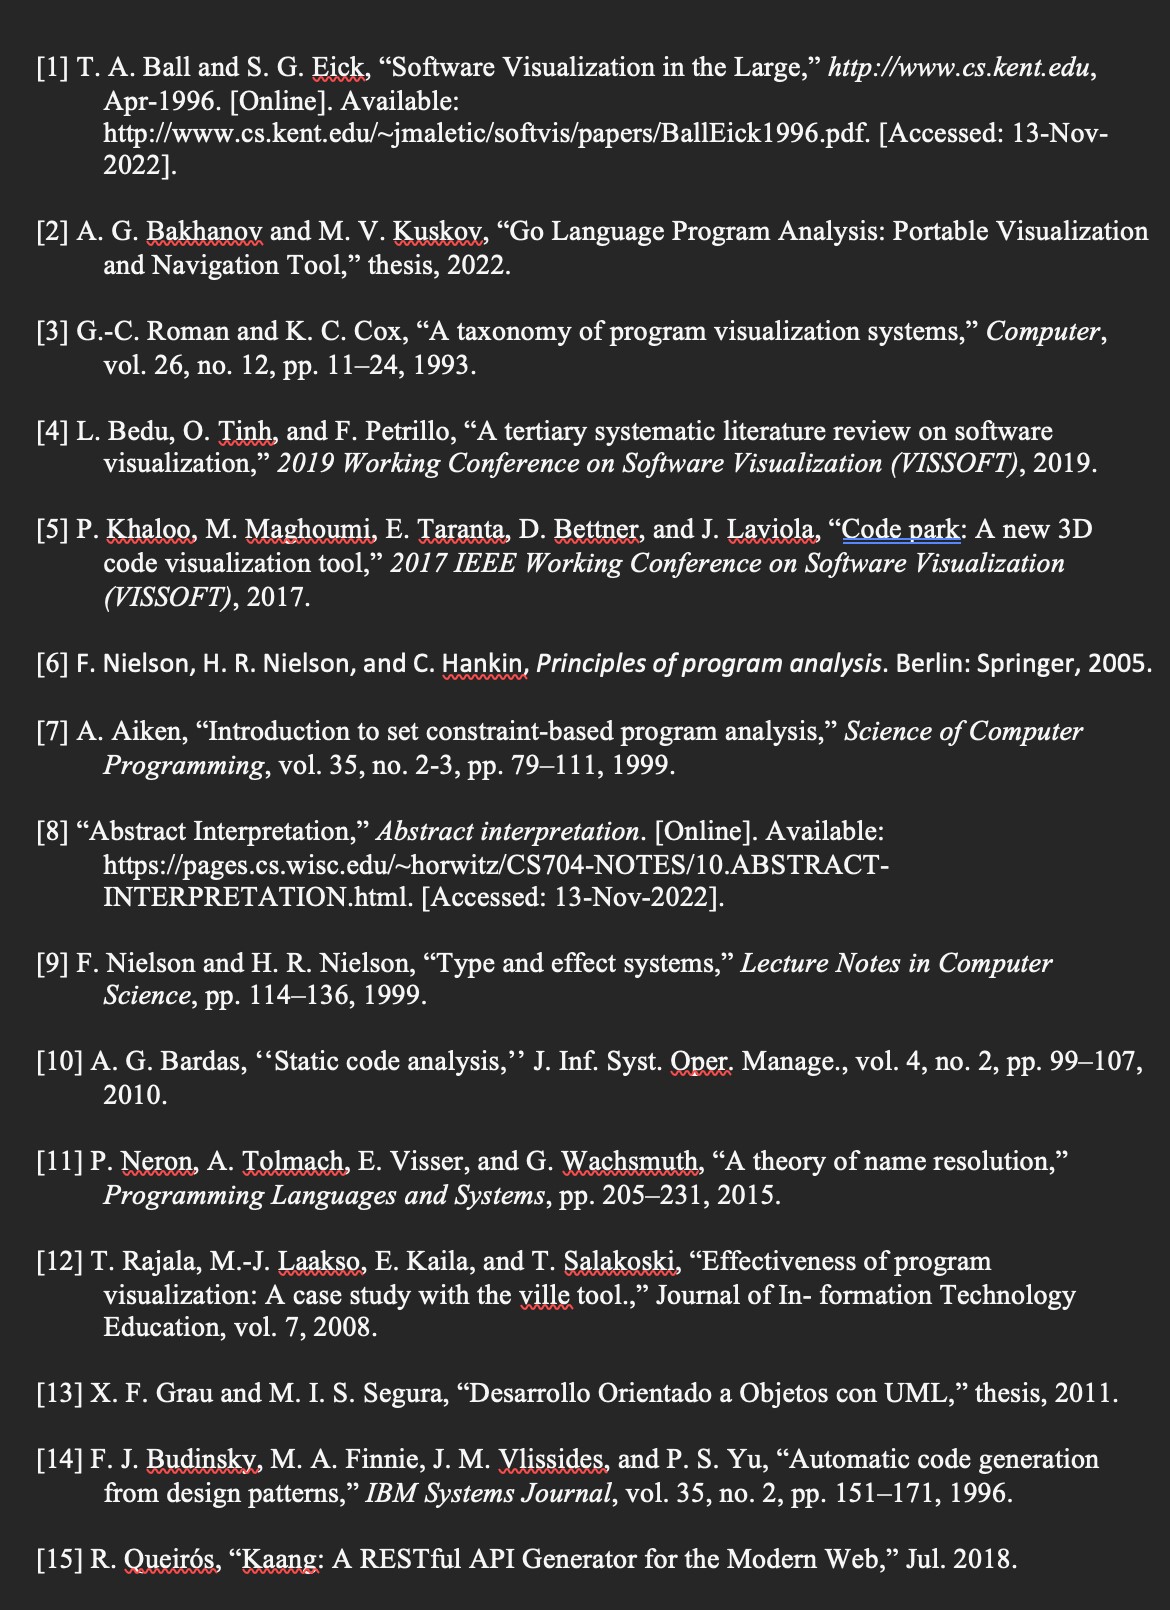 [1] T. A. Ball and S. G. Eick, “Software Visualization in the Large,” http://www.cs.kent.edu,
Apr-1996. [Online]. Available:
http://www.cs.kent.edu/~jmaletic/softvis/papers/BallEick1996.pdf. [Accessed: 13-Nov-
2022].
[2] A. G. Bakhanov and M. V. Kuskov, “Go Language Program Analysis: Portable Visualization
and Navigation Tool,” thesis, 2022.
[3] G.-C. Roman and K. C. Cox, “A taxonomy of program visualization systems,” Computer,
vol. 26, no. 12, pp. 11–24, 1993.
[4] L. Bedu, O. Tinh, and F. Petrillo, “A tertiary systematic literature review on software
visualization,” 2019 Working Conference on Software Visualization (VISSOFT), 2019.
[5] P. Khaloo, M. Maghoumi, E. Taranta, D. Bettner, and J. Laviola, “Code park: A new 3D
code visualization tool,” 2017 IEEE Working Conference on Software Visualization
(VISSOFT), 2017.
[6] F. Nielson, H. R. Nielson, and C. Hankin, Principles of program analysis. Berlin: Springer, 2005.
[7] A. Aiken, “Introduction to set constraint-based program analysis,” Science of Computer
Programming, vol. 35, no. 2-3, pp. 79–111, 1999.
[8] “Abstract Interpretation,” Abstract interpretation. [Online]. Available:
https://pages.cs.wisc.edu/~horwitz/CS704-NOTES/10.ABSTRACT-
INTERPRETATION.html. [Accessed: 13-Nov-2022].
[9] F. Nielson and H. R. Nielson, “Type and effect systems,” Lecture Notes in Computer
Science, pp. 114–136, 1999.
[10] A. G. Bardas, ‘‘Static code analysis,’’ J. Inf. Syst. Oper. Manage., vol. 4, no. 2, pp. 99–107,
2010.
[11] P. Neron, A. Tolmach, E. Visser, and G. Wachsmuth, “A theory of name resolution,”
Programming Languages and Systems, pp. 205–231, 2015.
[12] T. Rajala, M.-J. Laakso, E. Kaila, and T. Salakoski, “Effectiveness of program
visualization: A case study with the ville tool.,” Journal of In- formation Technology
Education, vol. 7, 2008.
[13] X. F. Grau and M. I. S. Segura, “Desarrollo Orientado a Objetos con UML,” thesis, 2011.
[14] F. J. Budinsky, M. A. Finnie, J. M. Vlissides, and P. S. Yu, “Automatic code generation
from design patterns,” IBM Systems Journal, vol. 35, no. 2, pp. 151–171, 1996.
[15] R. Queirós, “Kaang: A RESTful API Generator for the Modern Web,” Jul. 2018.